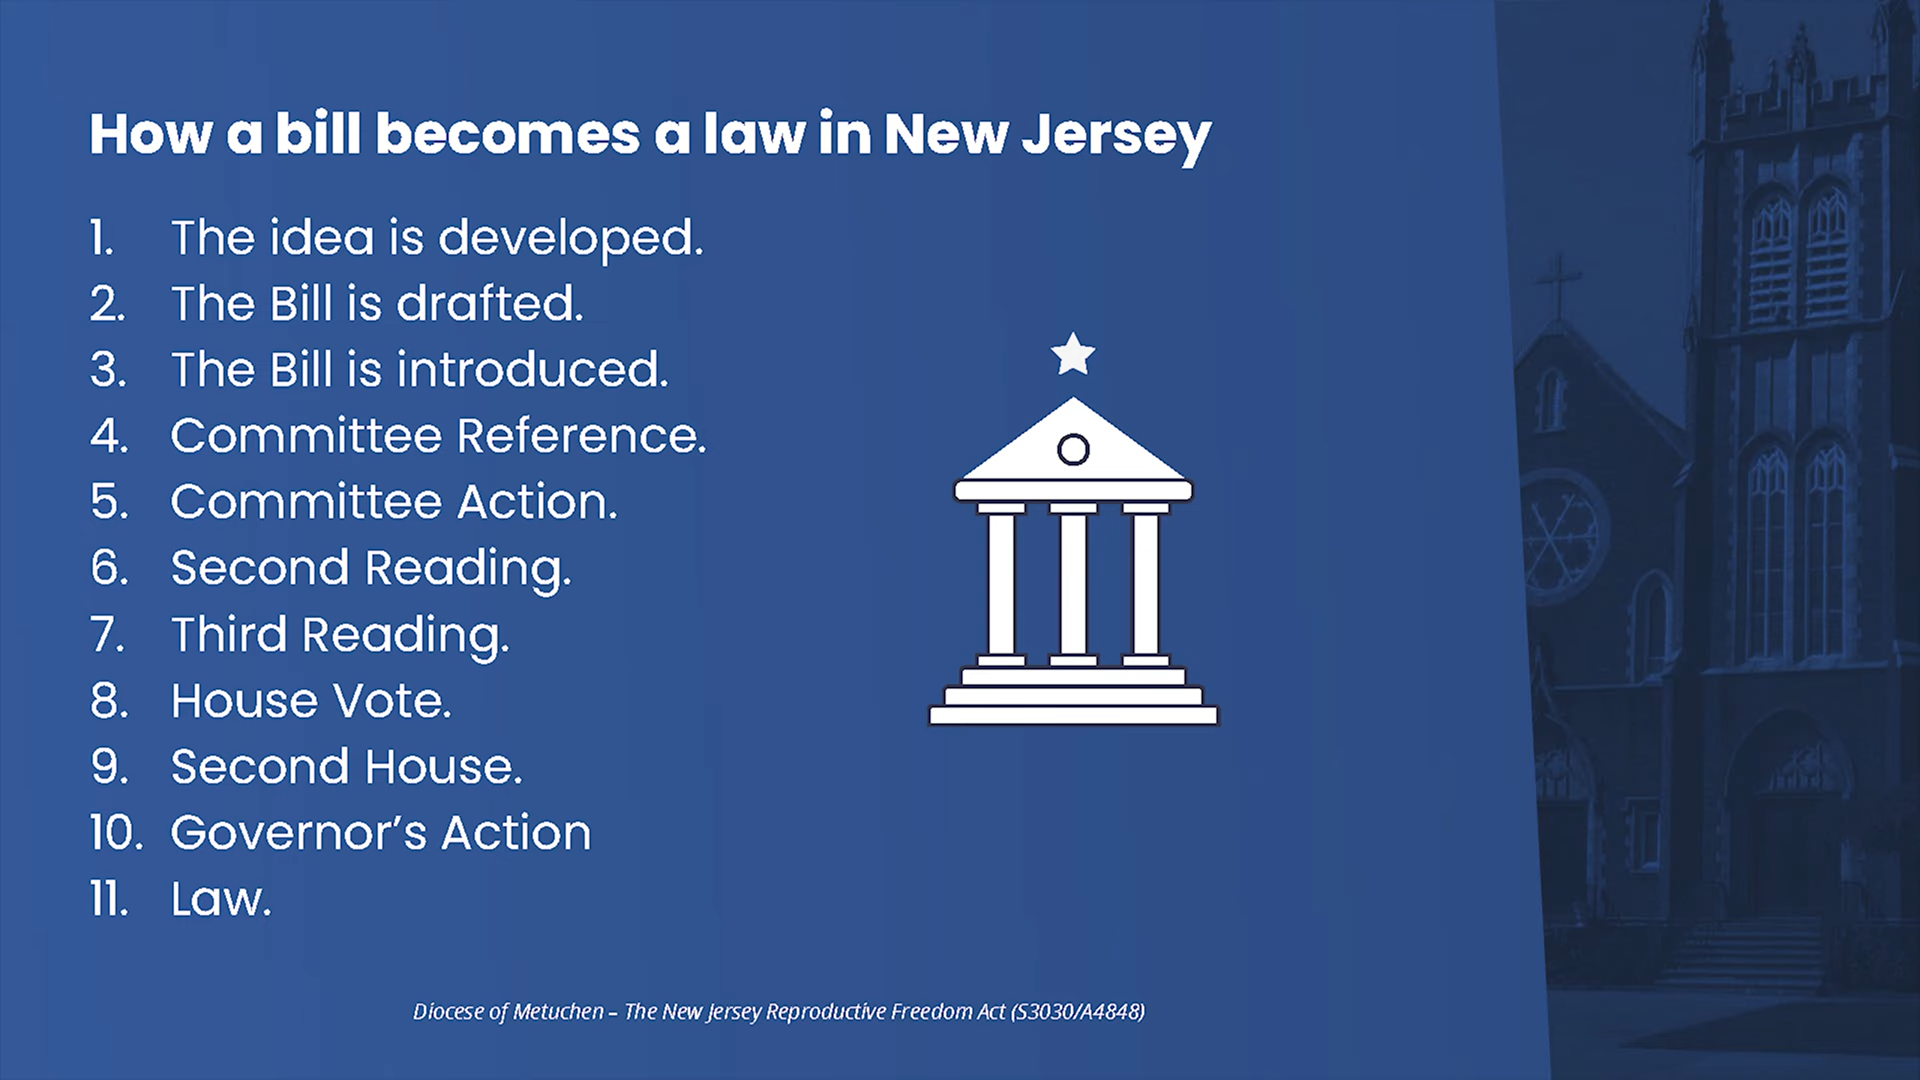 How a bill becomes a law in New Jersey
1. The idea is developed.
2. The Bill is drafted.
3. The Bill is introduced.
4. Committee Reference.
5. Committee Action.
6. Second Reading.
7. Third Reading.
8. House Vote.
9. Second House.
10. Governor’s Action
11. Law.
Diocese of Metuchen – The New Jersey Reproductive Freedom Act (S3030/A4848)